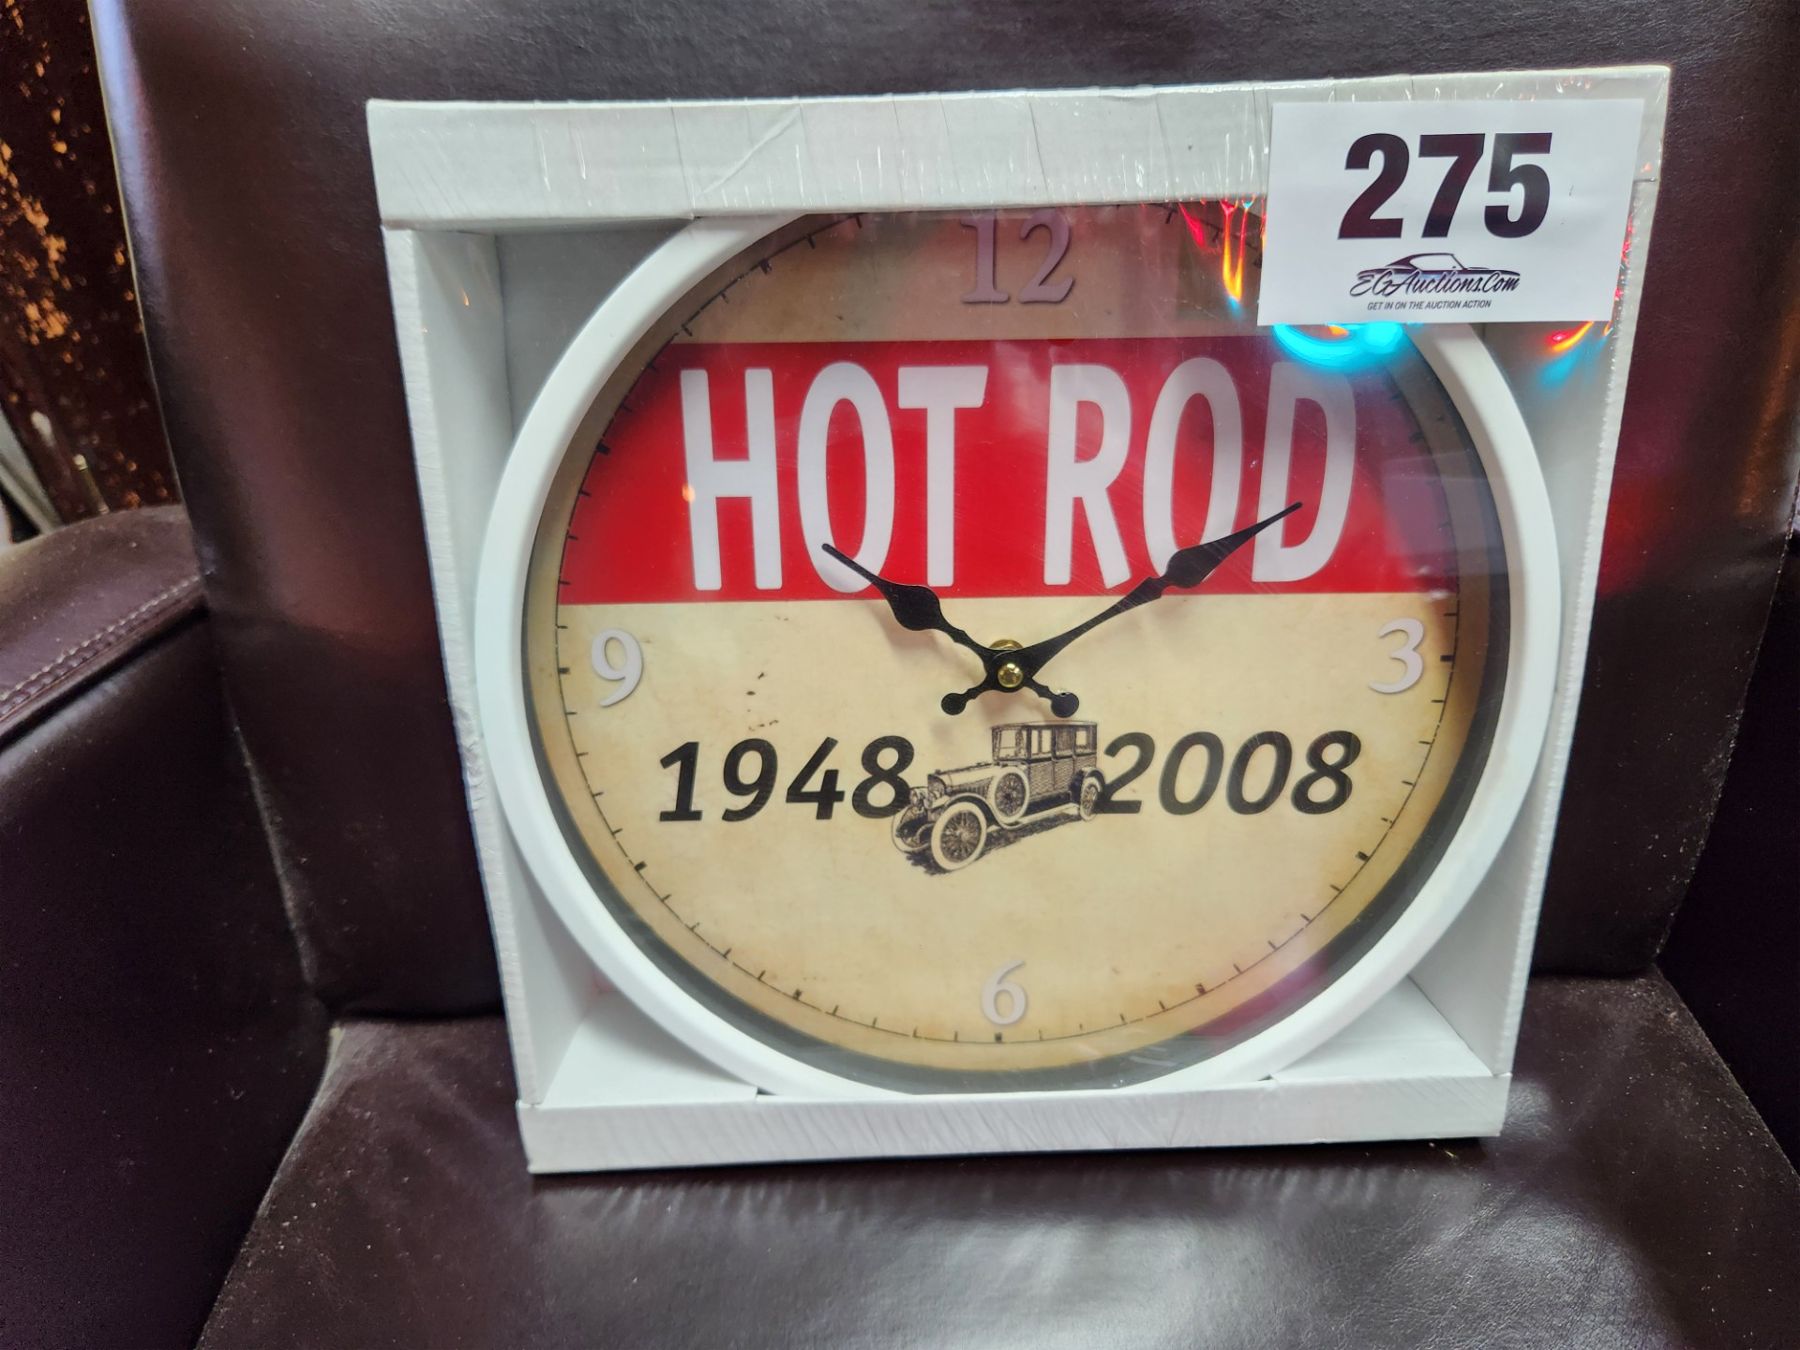 275
EGAuctions.Com
GET IN ON THE AUCTION ACTION
12
HOT ROD
9 3
1948 2008
6